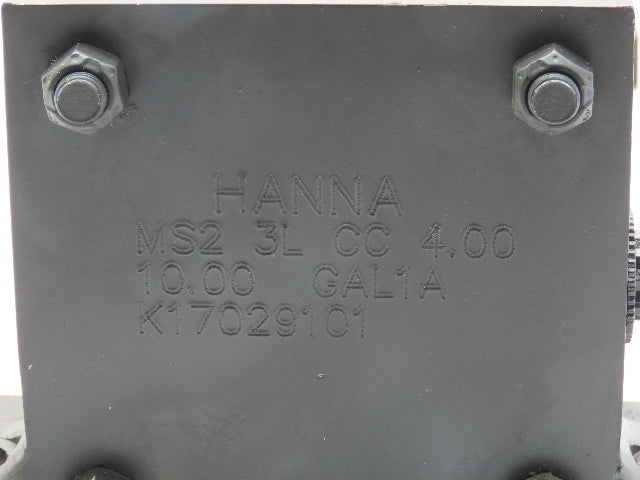 HANNA
MS2 3L CC 4.00
10.00 GAL1A
K17029101